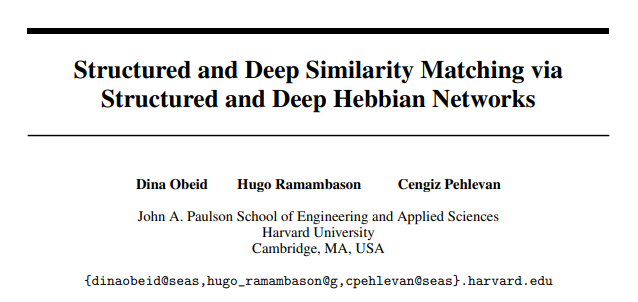 Structured and Deep Similarity Matching via
Structured and Deep Hebbian Networks
Dina Obeid Hugo Ramambason Cengiz Pehlevan
John A. Paulson School of Engineering and Applied Sciences
Harvard University
Cambridge, MA, USA
{dinaobeid@seas,hugo_ramambason@g,cpehlevan@seas}.harvard.edu